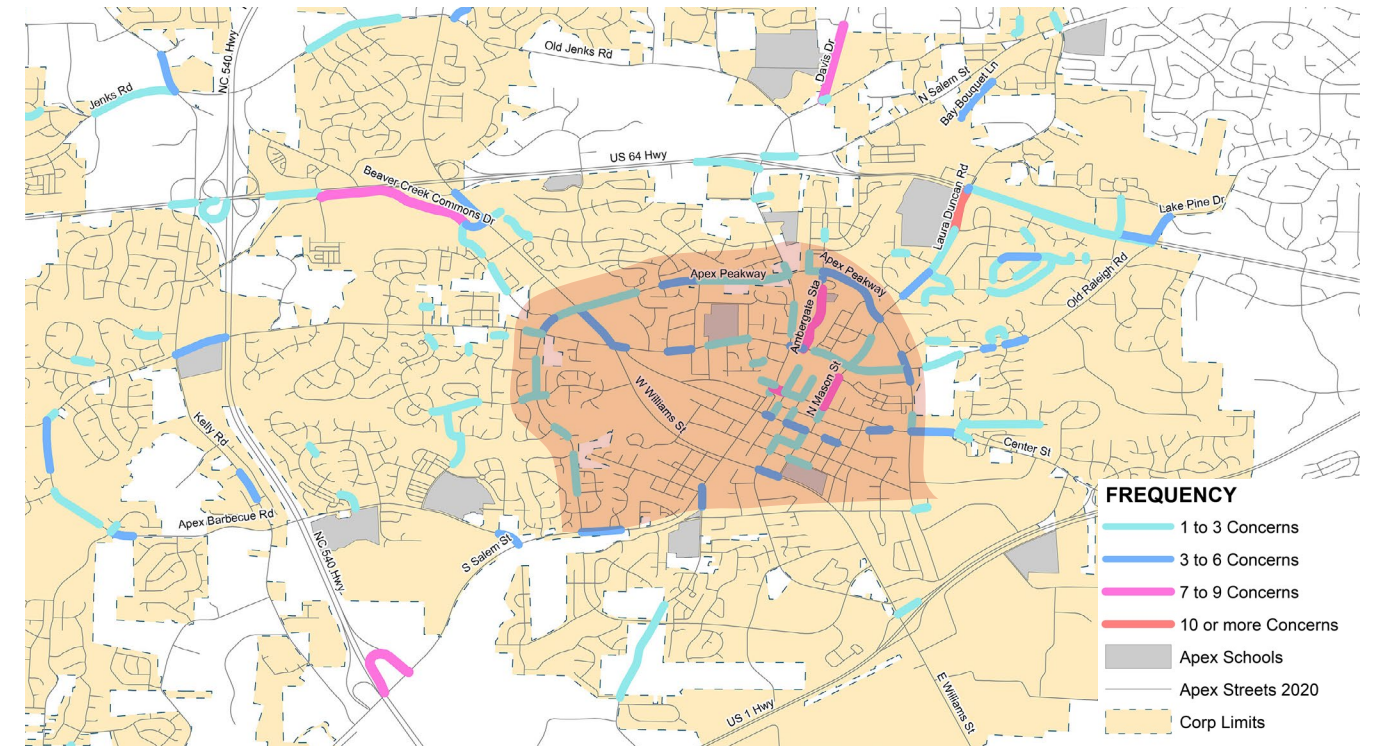 NC 540 Hwy
Old Jenks Rd
Davis Dr
N Salem St
Bay Bouquet Ln
Jenks Rd
US 64 Hwy
Beaver Creek Commons Dr
Laura Duncan Rd
Lake Pine Dr
Apex Peakway
Apex Peakway
Old Raleigh Rd
Ambergate Sta
N Mason St
W Williams St
Kelly Rd
Center St
Apex Barbecue Rd
NC 540 Hwy.
S Salem St
US 1 Hwy
E Williams St
FREQUENCY
1 to 3 Concerns
3 to 6 Concerns
7 to 9 Concerns
10 or more Concerns
Apex Schools
Apex Streets 2020
Corp Limits